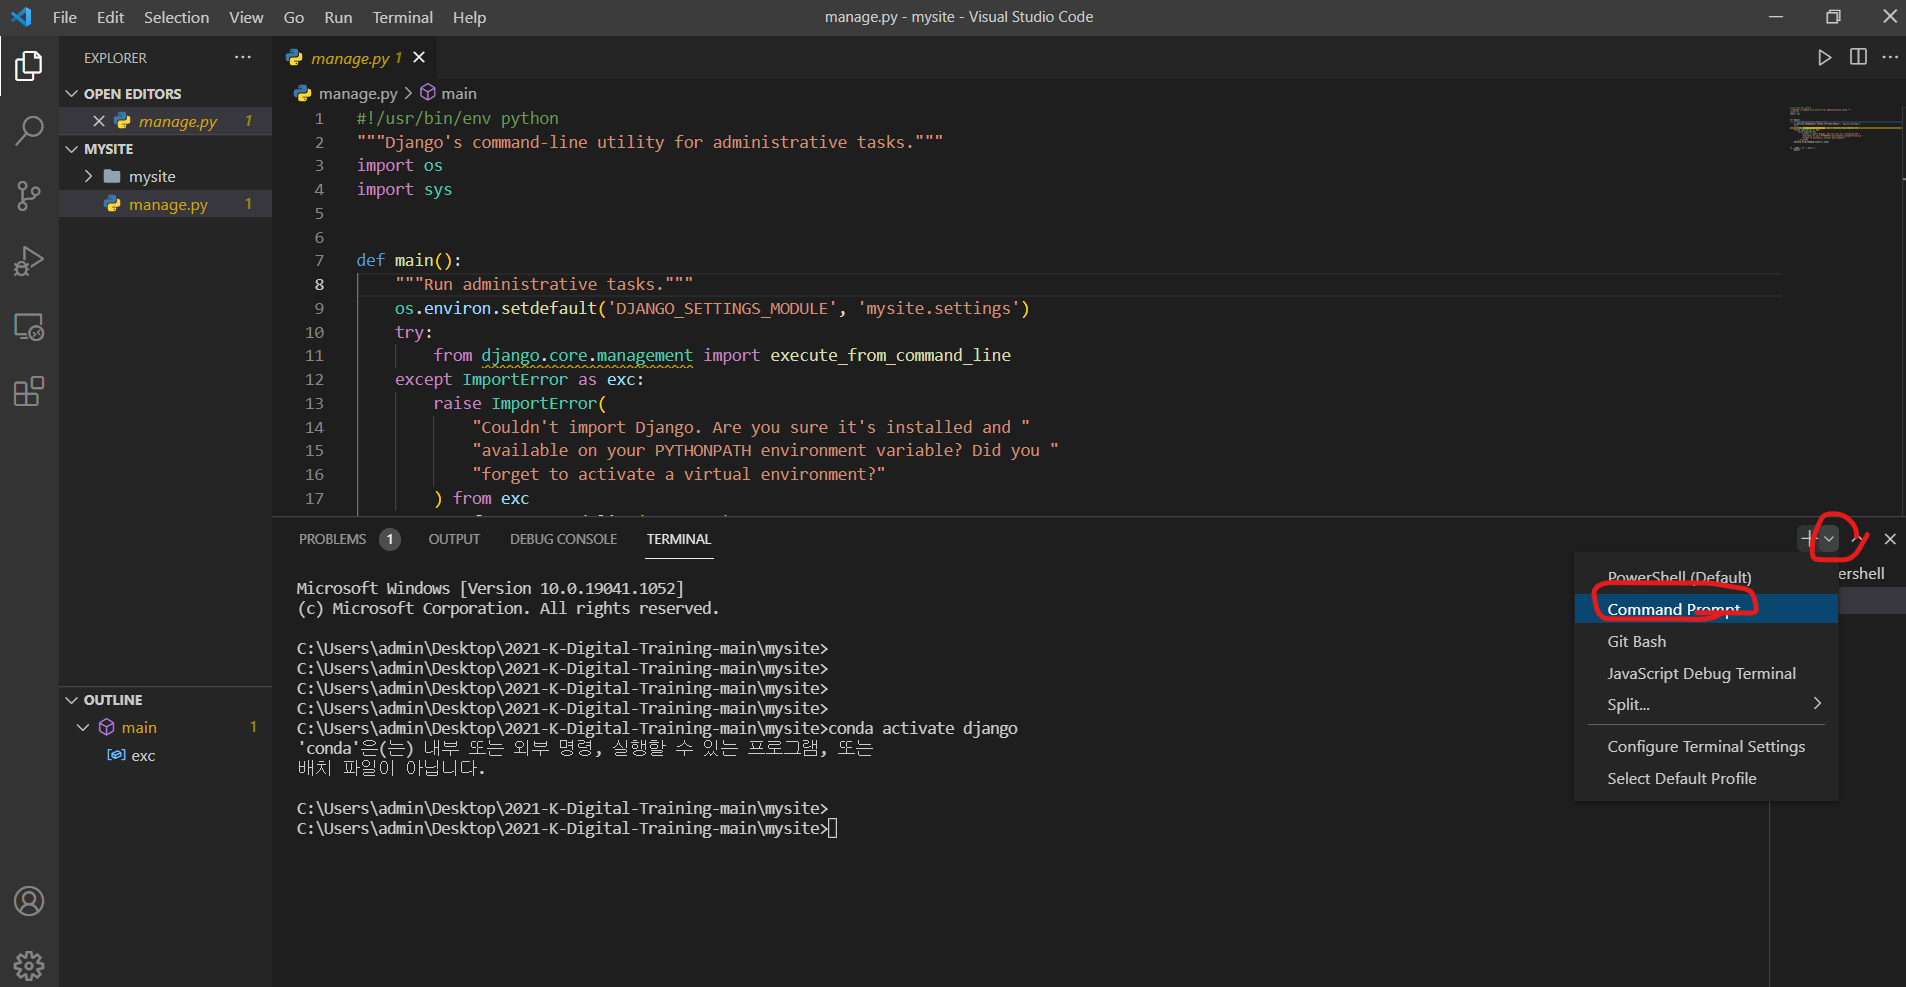 File Edit Selection View Go Run Terminal Help
manage.py - mysite - Visual Studio Code
EXPLORER
OPEN EDITORS
manage.py 1
MYSITE
mysite
manage.py 1
OUTLINE
main 1
exc
manage.py 1
manage.py > main
1 #!/usr/bin/env python
2 """Django's command-line utility for administrative tasks."""
3 import os
4 import sys
5
6
7 def main():
8 """Run administrative tasks."""
9 os.environ.setdefault('DJANGO_SETTINGS_MODULE', 'mysite.settings')
10 try:
11 from django.core.management import execute_from_command_line
12 except ImportError as exc:
13 raise ImportError(
14 "Couldn't import Django. Are you sure it's installed and "
15 "available on your PYTHONPATH environment variable? Did you "
16 "forget to activate a virtual environment?"
17 ) from exc
PROBLEMS 1 OUTPUT DEBUG CONSOLE TERMINAL
Microsoft Windows [Version 10.0.19041.1052]
(c) Microsoft Corporation. All rights reserved.
C:\Users\admin\Desktop\2021-K-Digital-Training-main\mysite>
C:\Users\admin\Desktop\2021-K-Digital-Training-main\mysite>
C:\Users\admin\Desktop\2021-K-Digital-Training-main\mysite>
C:\Users\admin\Desktop\2021-K-Digital-Training-main\mysite>
C:\Users\admin\Desktop\2021-K-Digital-Training-main\mysite>conda activate django
'conda'은(는) 내부 또는 외부 명령, 실행할 수 있는 프로그램, 또는
배치 파일이 아닙니다.
C:\Users\admin\Desktop\2021-K-Digital-Training-main\mysite>
C:\Users\admin\Desktop\2021-K-Digital-Training-main\mysite>
PowerShell (Default)
Command Prompt
Git Bash
JavaScript Debug Terminal
Split...
Configure Terminal Settings
Select Default Profile
ershell